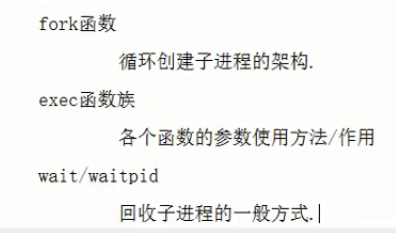 fork函数
循环创建子进程的架构.
exec函数族
各个函数的参数使用方法/作用
wait/waitpid
回收子进程的一般方式.